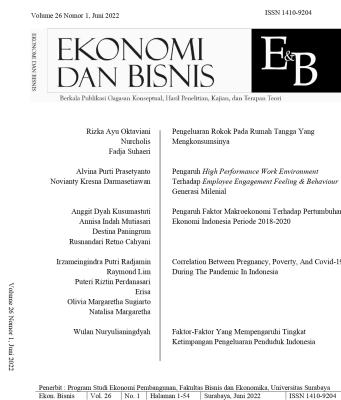 Volume 26 Nomor 1, Juni 2022
ISSN 1410-9204
EKONOMI DAN BISNIS
EKONOMI
DAN BISNIS
E&B
Berkala Publikasi Gagasan Konseptual, Hasil Penelitian, Kajian, dan Terapan Teori
Rizka Ayu Oktaviani
Nurcholis
Fadja Suhaeri
Pengeluaran Rokok Pada Rumah Tangga Yang
Mengkonsumsinya
Alvina Purti Prasetyanto
Novianty Kresna Darmasetiawan
Pengaruh High Performance Work Environment
Terhadap Employee Engagement Feeling & Behaviour
Generasi Milenial
Anggit Dyah Kusumastuti
Annisa Indah Mutiasari
Destina Paningrum
Rusnandari Retno Cahyani
Pengaruh Faktor Makroekonomi Terhadap Pertumbuhan
Ekonomi Indonesia Periode 2018-2020
Irzameingindra Putri Radjamin
Raymond Lim
Puteri Riztin Perdanasari
Erisa
Olivia Margaretha Sugiarto
Natalisa Margaretha
Correlation Between Pregnancy, Poverty, And Covid-19
During The Pandemic In Indonesia
Wulan Nuryulianingdyah
Faktor-Faktor Yang Mempengaruhi Tingkat
Ketimpangan Pengeluaran Penduduk Indonesia
Volume 26 Nomor 1, Juni 2022
Penerbit : Program Studi Ekonomi Pembangunan, Fakultas Bisnis dan Ekonomika, Universitas Surabaya
Ekon. Bisnis Vol. 26 No. 1 Halaman 1-54 Surabaya, Juni 2022 ISSN 1410-9204